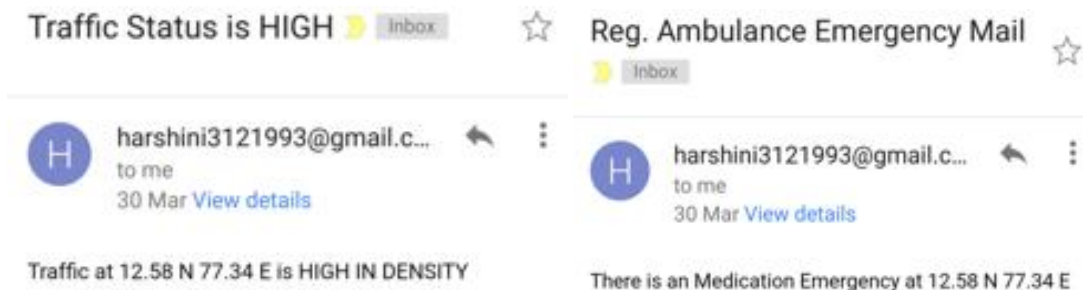 Traffic Status is HIGH Inbox
H
harshini3121993@gmail.c...
to me
30 Mar View details
Traffic at 12.58 N 77.34 E is HIGH IN DENSITY
Reg. Ambulance Emergency Mail
Inbox
H
harshini3121993@gmail.c...
to me
30 Mar View details
There is an Medication Emergency at 12.58 N 77.34 E